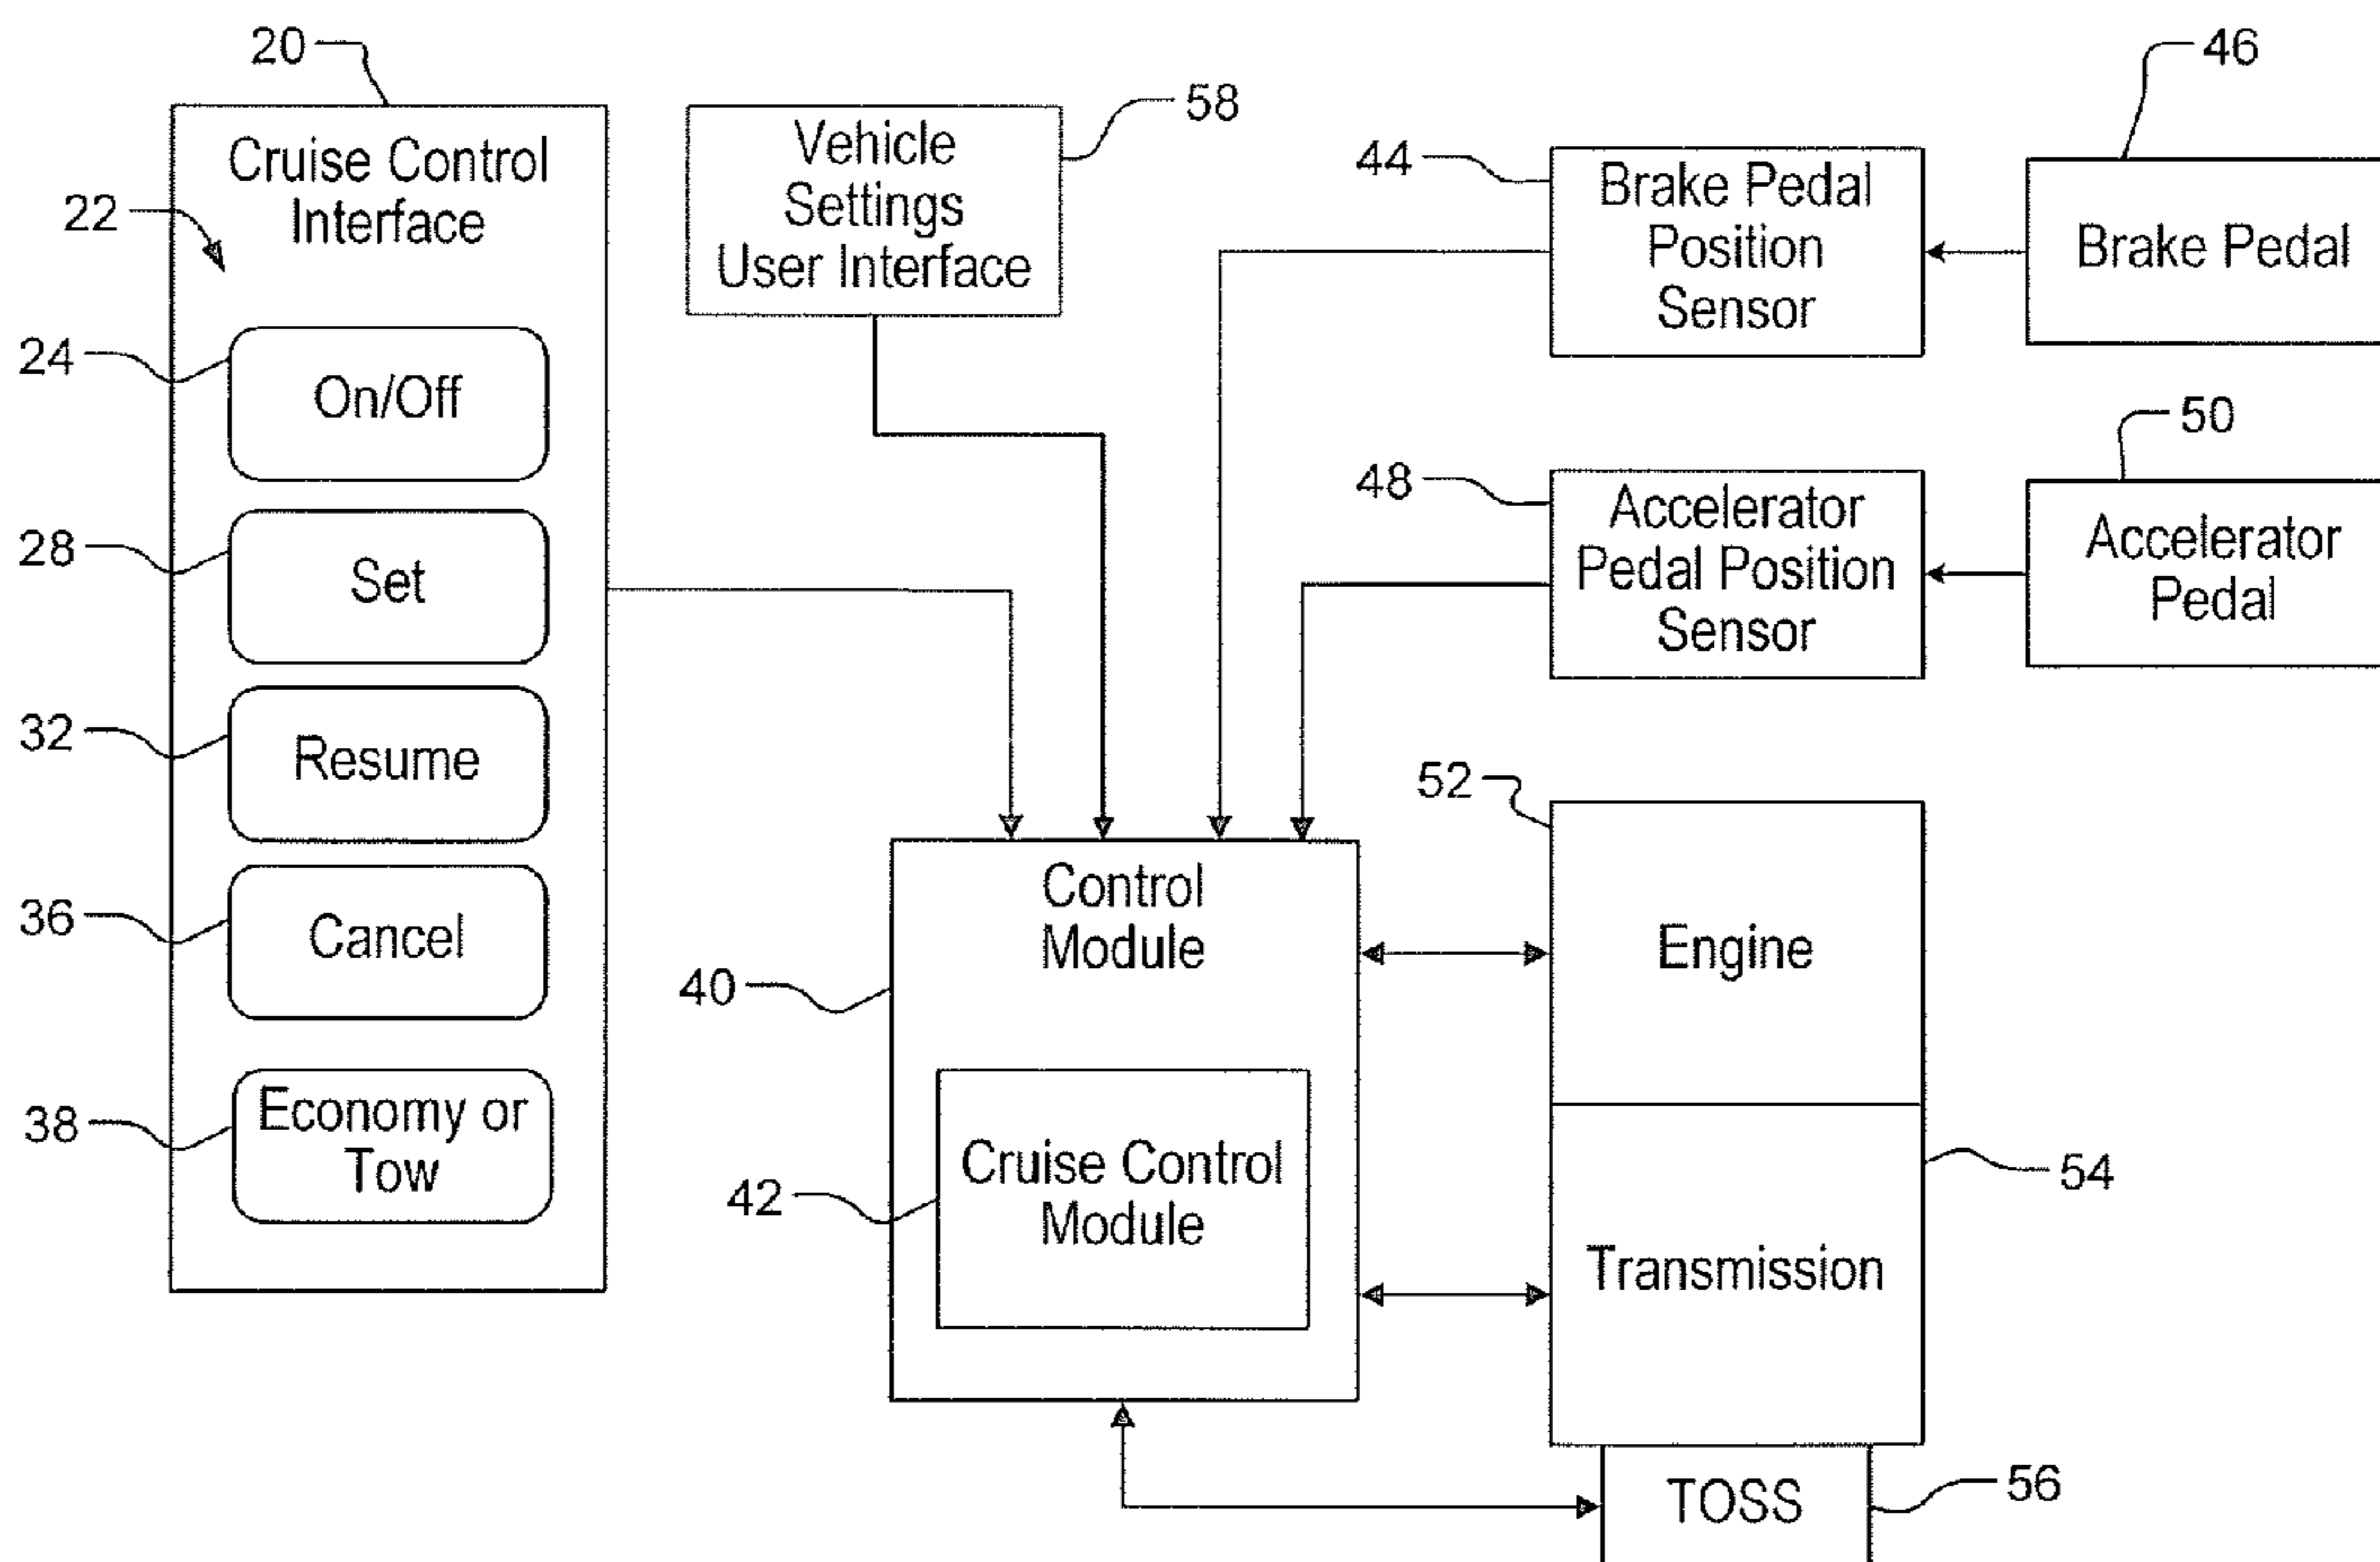 20
Cruise Control
Interface
22
24
On/Off
28
Set
32
Resume
36
Cancel
38
Economy or
Tow
58
Vehicle
Settings
User Interface
44
Brake Pedal
Position
Sensor
46
Brake Pedal
48
Accelerator
Pedal Position
Sensor
50
Accelerator
Pedal
40
Control
Module
42
Cruise Control
Module
52
Engine
54
Transmission
56
TOSS